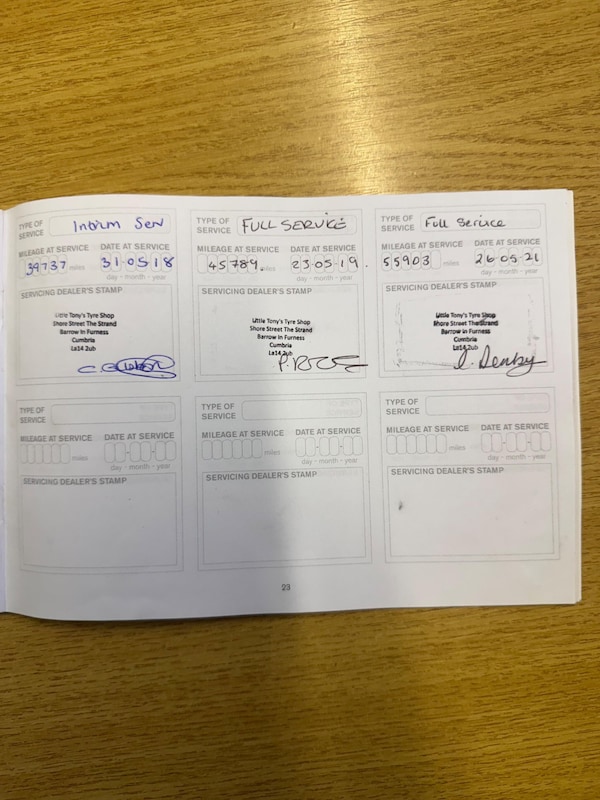 TYPE OF SERVICE Intirm Serv
MILEAGE AT SERVICE DATE AT SERVICE
39737 miles 31·05·18
day - month - year
SERVICING DEALER'S STAMP
Little Tony's Tyre Shop
Shore Street The Strand
Barrow in Furness
Cumbria
La14 2ub
TYPE OF SERVICE FULL SERVICE
MILEAGE AT SERVICE DATE AT SERVICE
45789. 23·05·19.
day - month - year
SERVICING DEALER'S STAMP
Little Tony's Tyre Shop
Shore Street The Strand
Barrow In Furness
Cumbria
La14 2ub
TYPE OF SERVICE Full Service
MILEAGE AT SERVICE DATE AT SERVICE
55903 miles 26·05·21
day - month - year
SERVICING DEALER'S STAMP
Little Tony's Tyre Shop
Shore Street The Strand
Barrow in Furness
Cumbria
La14 2ub
TYPE OF SERVICE
MILEAGE AT SERVICE DATE AT SERVICE
miles
day - month - year
SERVICING DEALER'S STAMP
TYPE OF SERVICE
MILEAGE AT SERVICE DATE AT SERVICE
miles
day - month - year
SERVICING DEALER'S STAMP
TYPE OF SERVICE
MILEAGE AT SERVICE DATE AT SERVICE
miles
day - month - year
SERVICING DEALER'S STAMP
23